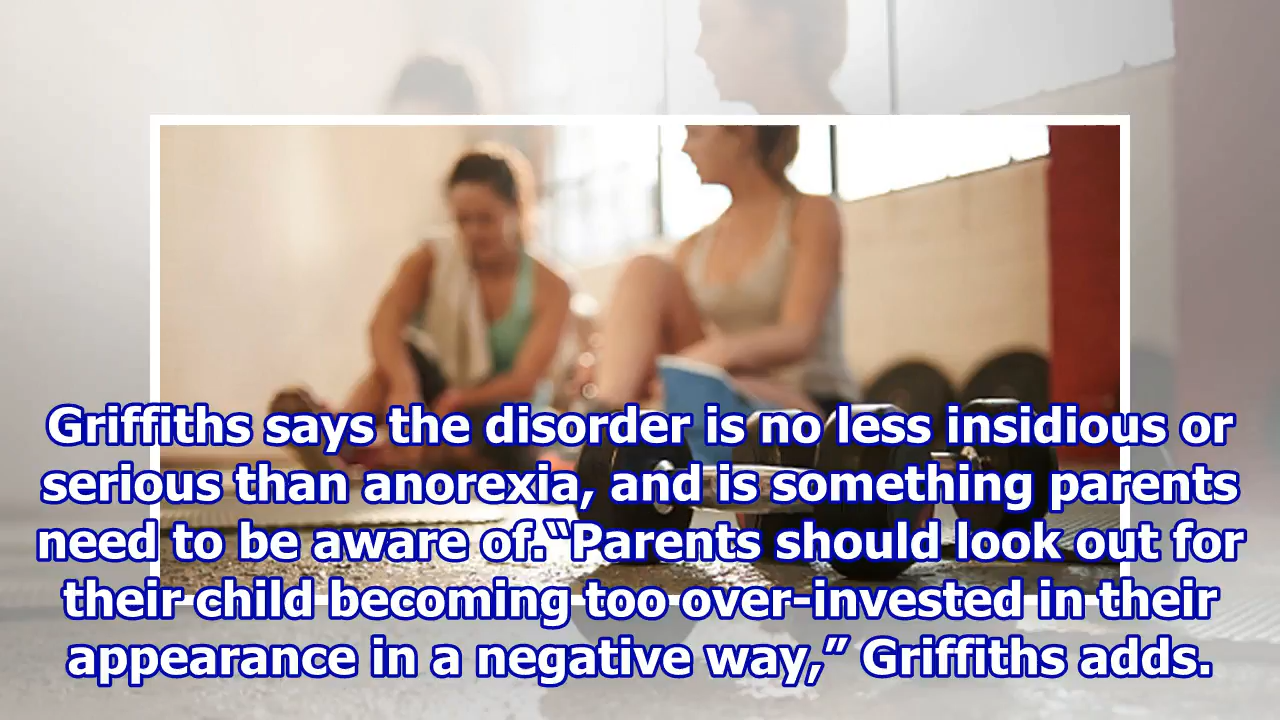 Griffiths says the disorder is no less insidious or
serious than anorexia, and is something parents
need to be aware of.“Parents should look out for
their child becoming too over-invested in their
appearance in a negative way,” Griffiths adds.